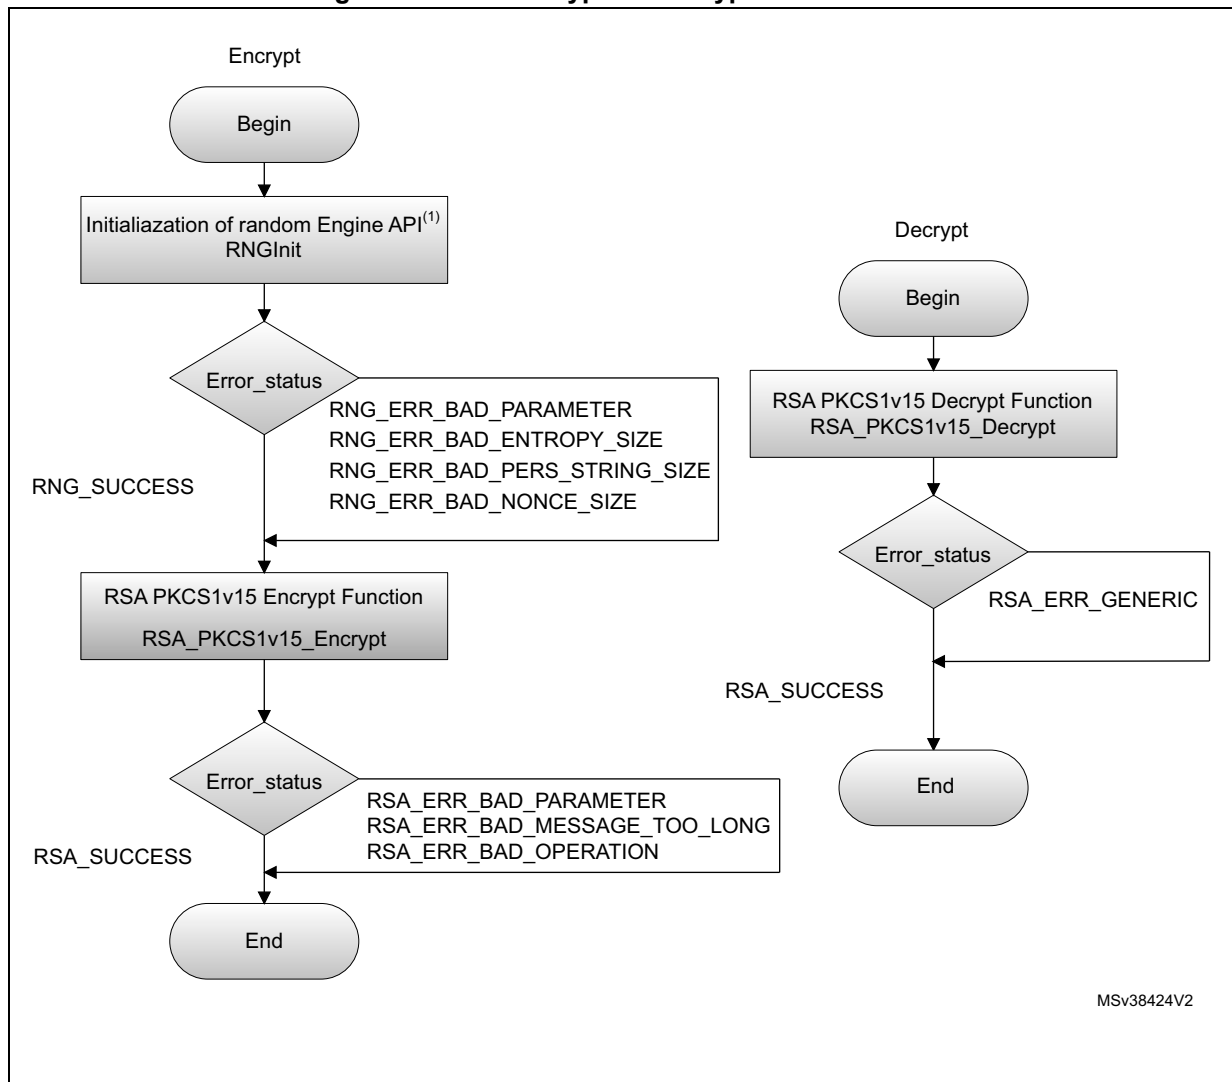 Encrypt
Begin
Initialiazation of random Engine API(1)
RNGInit
Error_status
RNG_ERR_BAD_PARAMETER
RNG_ERR_BAD_ENTROPY_SIZE
RNG_ERR_BAD_PERS_STRING_SIZE
RNG_ERR_BAD_NONCE_SIZE
RNG_SUCCESS
RSA PKCS1v15 Encrypt Function
RSA_PKCS1v15_Encrypt
Error_status
RSA_ERR_BAD_PARAMETER
RSA_ERR_BAD_MESSAGE_TOO_LONG
RSA_ERR_BAD_OPERATION
RSA_SUCCESS
End
Decrypt
Begin
RSA PKCS1v15 Decrypt Function
RSA_PKCS1v15_Decrypt
Error_status
RSA_ERR_GENERIC
RSA_SUCCESS
End
MSv38424V2